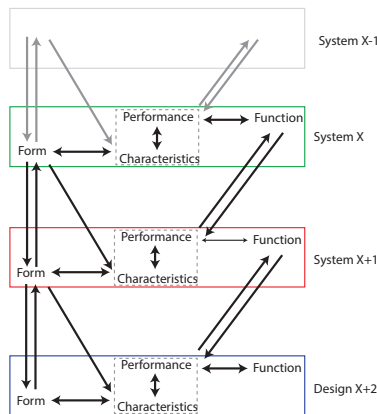 System X-1
Performance
Function
System X
Form
Characteristics
Performance
Function
Form
System X+1
Characteristics
Performance
Function
Design X+2
Characteristics
Form